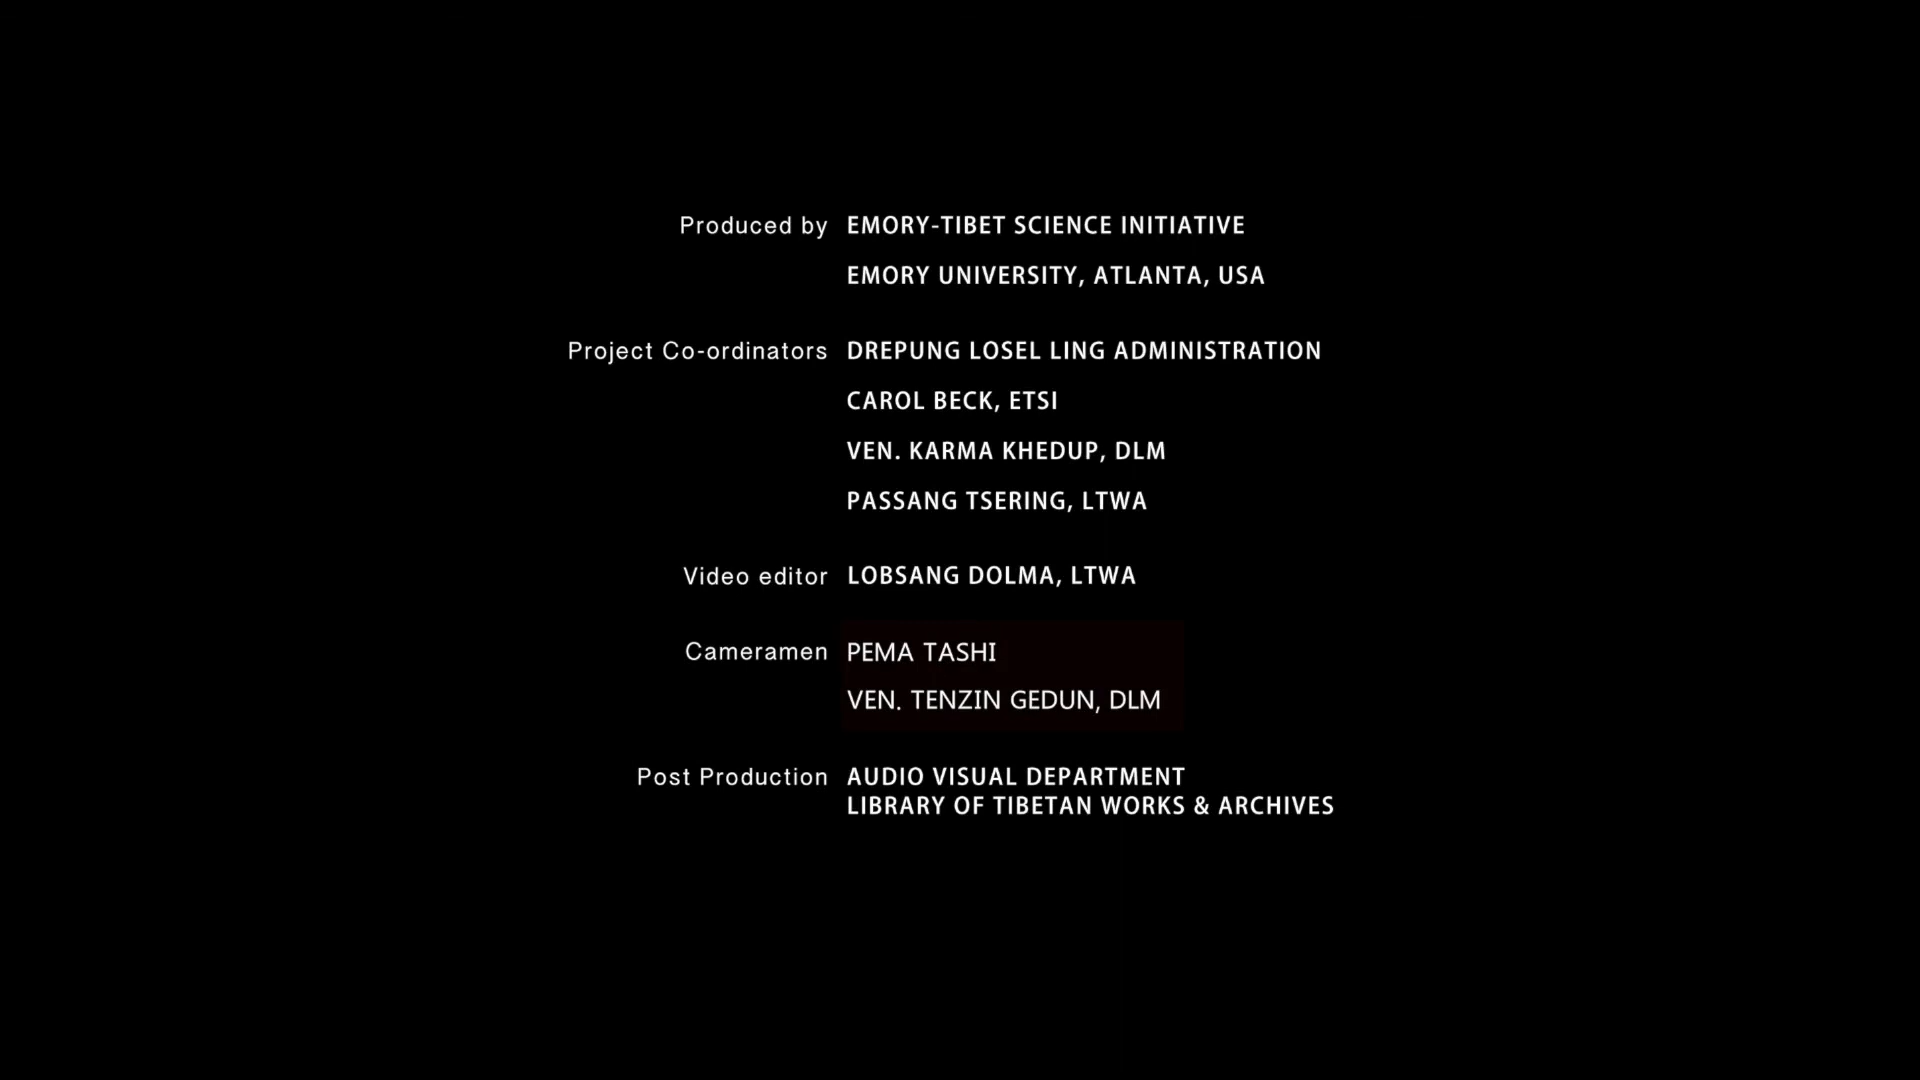 Produced by EMORY-TIBET SCIENCE INITIATIVE
EMORY UNIVERSITY, ATLANTA, USA
Project Co-ordinators DREPUNG LOSEL LING ADMINISTRATION
CAROL BECK, ETSI
VEN. KARMA KHEDUP, DLM
PASSANG TSERING, LTWA
Video editor LOBSANG DOLMA, LTWA
Cameramen PEMA TASHI
VEN. TENZIN GEDUN, DLM
Post Production AUDIO VISUAL DEPARTMENT
LIBRARY OF TIBETAN WORKS & ARCHIVES